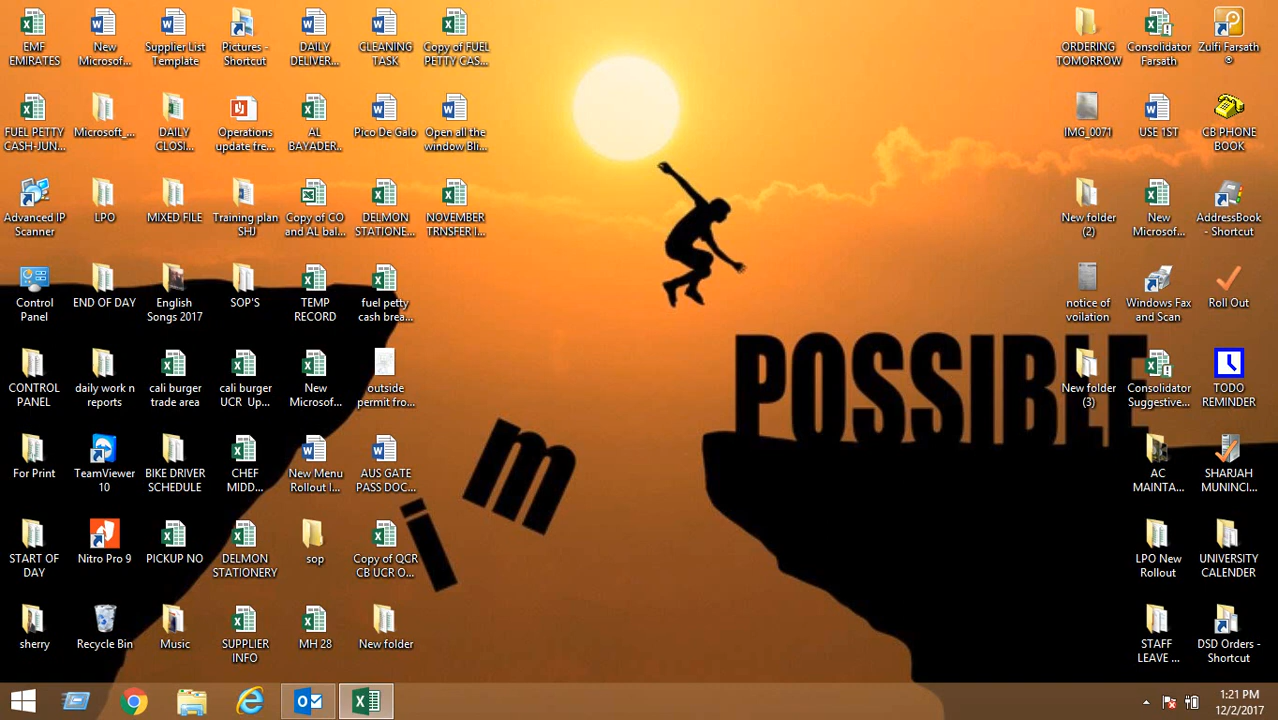 EMF
EMIRATES
New
Microsof...
Supplier List
Template
Pictures -
Shortcut
DAILY
DELIVER...
CLEANING
TASK
Copy of FUEL
PETTY CAS...
ORDERING
TOMORROW
Consolidator
Farsath
Zulfi Farsath
®
FUEL PETTY
CASH-JUN...
Microsoft_...
DAILY
CLOSI...
Operations
update fre...
AL
BAYADER...
Pico De Galo
Open all the
window Bli...
IMG_0071
USE 1ST
CB PHONE
BOOK
Advanced IP
Scanner
LPO
MIXED FILE
Training plan
SHJ
Copy of CO
and AL bal...
DELMON
STATIONE...
NOVEMBER
TRNSFER I...
New folder
(2)
New
Microsof...
AddressBook
- Shortcut
Control
Panel
END OF DAY
English
Songs 2017
SOP'S
TEMP
RECORD
fuel petty
cash brea...
notice of
voilation
Windows Fax
and Scan
Roll Out
POSSIBLE
CONTROL
PANEL
daily work n
reports
cali burger
trade area
cali burger
UCR Up...
New
Microsof...
outside
permit fro...
New folder
(3)
Consolidator
Suggestive...
TODO
REMINDER
im
For Print
TeamViewer
10
BIKE DRIVER
SCHEDULE
CHEF
MIDD...
New Menu
Rollout I...
AUS GATE
PASS DOC...
AC
MAINTA...
SHARJAH
MUNINCI...
START OF
DAY
Nitro Pro 9
PICKUP NO
DELMON
STATIONERY
sop
Copy of QCR
CB UCR O...
LPO New
Rollout
UNIVERSITY
CALENDER
sherry
Recycle Bin
Music
SUPPLIER
INFO
MH 28
New folder
STAFF
LEAVE ...
DSD Orders -
Shortcut
1:21 PM
12/2/2017